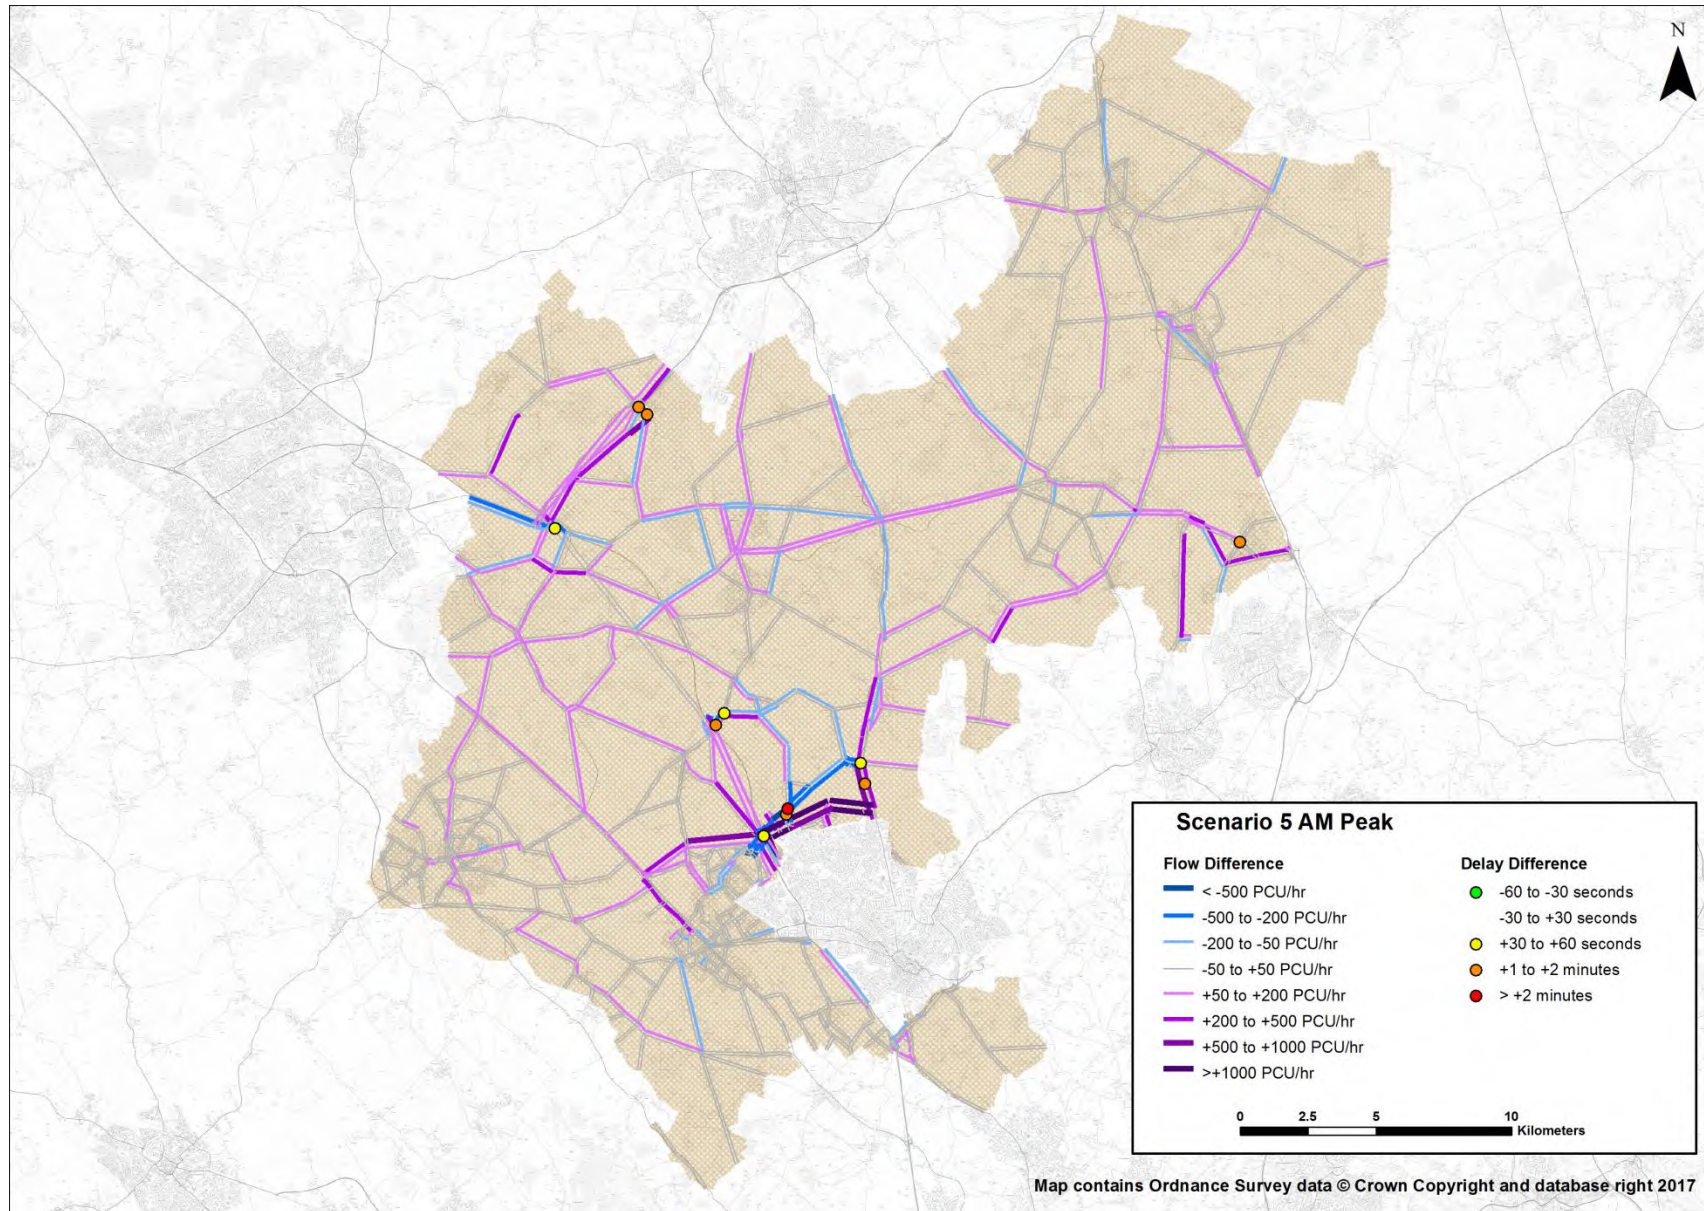 N
Scenario 5 AM Peak
Flow Difference
< -500 PCU/hr
-500 to -200 PCU/hr
-200 to -50 PCU/hr
-50 to +50 PCU/hr
+50 to +200 PCU/hr
+200 to +500 PCU/hr
+500 to +1000 PCU/hr
>+1000 PCU/hr
Delay Difference
-60 to -30 seconds
-30 to +30 seconds
+30 to +60 seconds
+1 to +2 minutes
> +2 minutes
0 2.5 5 10
Kilometers
Map contains Ordnance Survey data © Crown Copyright and database right 2017